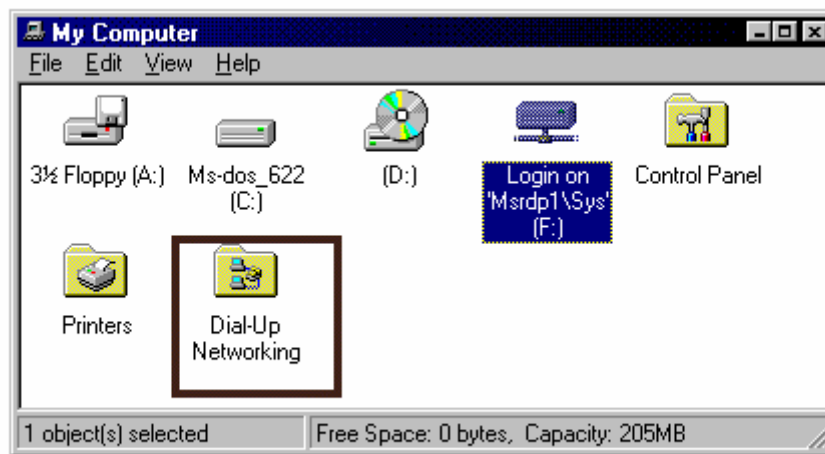 My Computer
File Edit View Help
3½ Floppy (A:)
Ms-dos_622
(C:)
(D:)
Login on
'Msrdp1\Sys'
(F:)
Control Panel
Printers
Dial-Up
Networking
1 object(s) selected
Free Space: 0 bytes, Capacity: 205MB